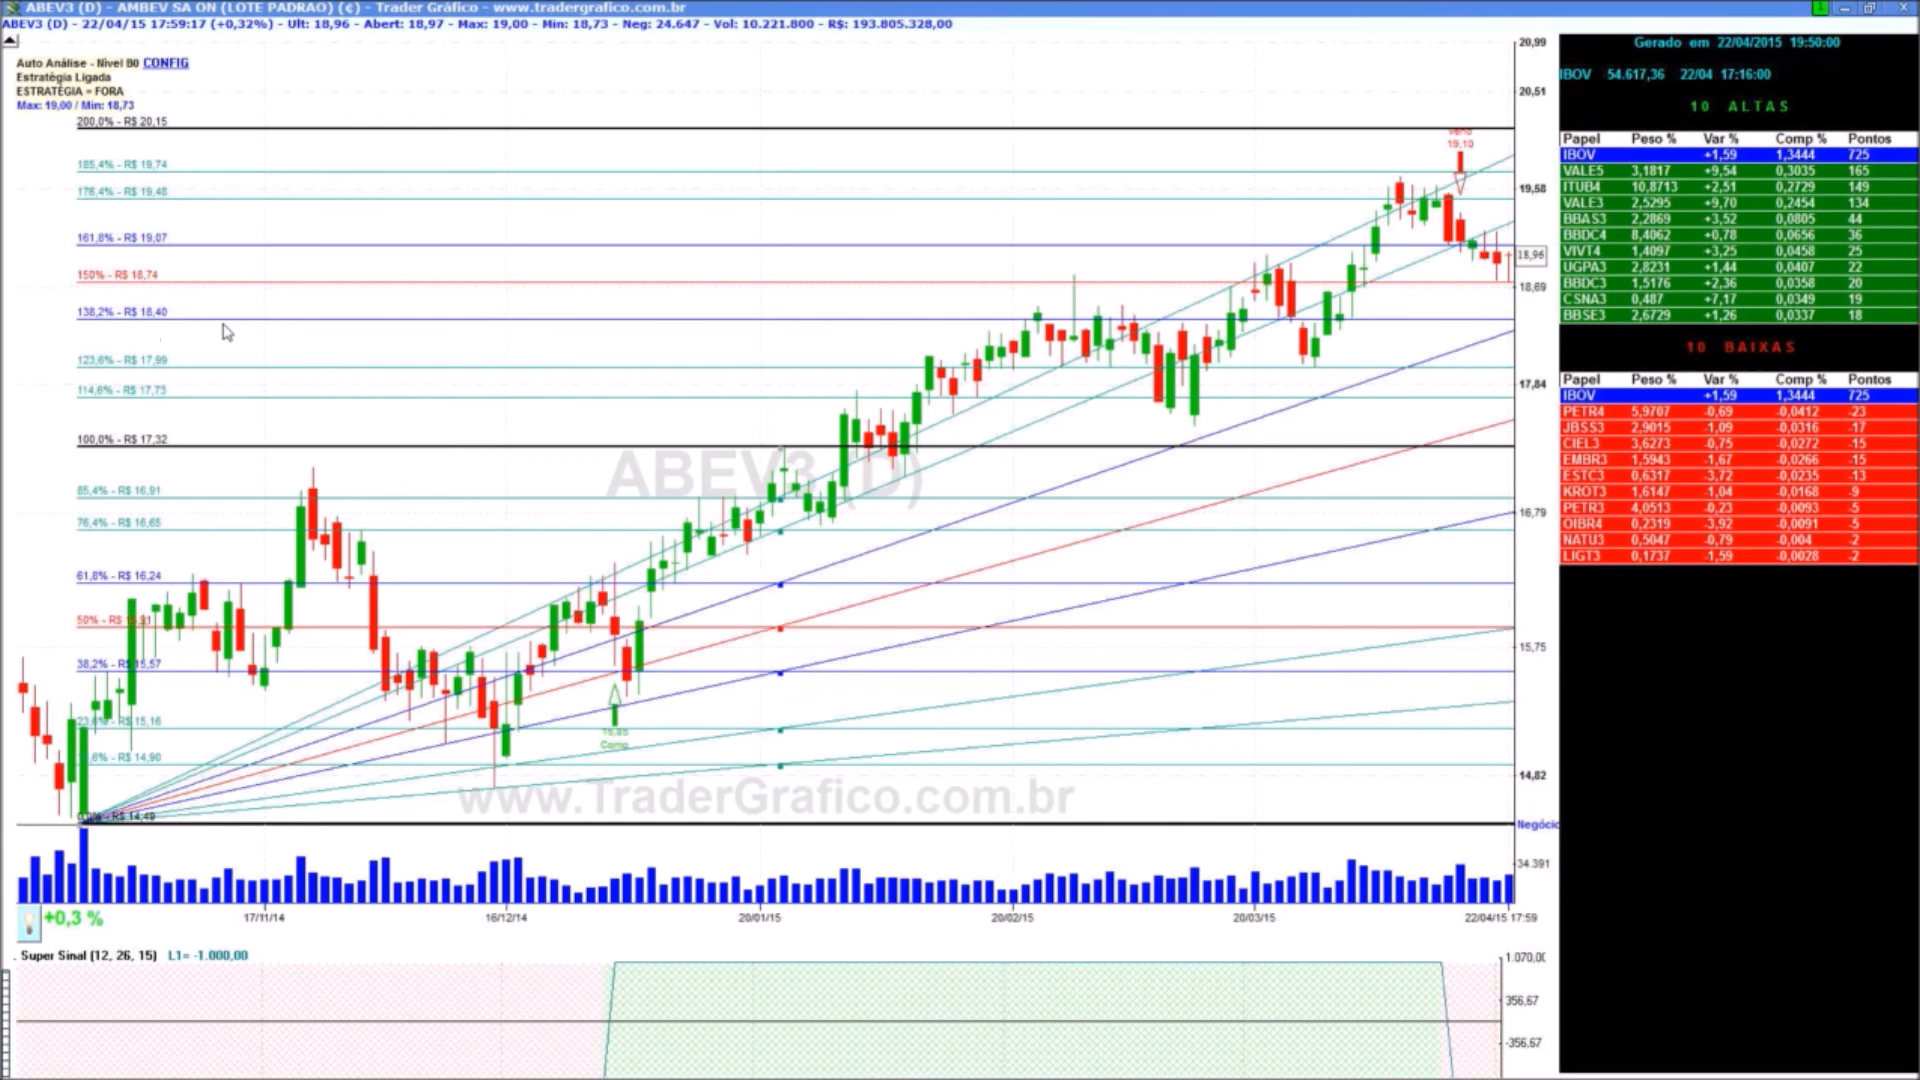 ABEV3 (D) - AMBEV SA ON (LOTE PADRAO) (¢) - Trader Gráfico - www.tradergrafico.com.br
ABEV3 (D) - 22/04/15 17:59:17 (+0,32%) - Ult: 18,96 - Abert: 18,97 - Max: 19,00 - Min: 18,73 - Neg: 24.647 - Vol: 10.221.800 - R$: 193.805.328,00
Auto Análise - Nível B0 CONFIG
Estratégia Ligada
ESTRATÉGIA = FORA
Max: 19,00 / Min: 18,73
200,0% - R$ 20,15
185,4% - R$ 19,74
176,4% - R$ 19,48
161,8% - R$ 19,07
150% - R$ 18,74
138,2% - R$ 18,40
123,6% - R$ 17,99
114,6% - R$ 17,73
100,0% - R$ 17,32
85,4% - R$ 16,91
76,4% - R$ 16,65
61,8% - R$ 16,24
50% - R$ 15,91
38,2% - R$ 15,57
23,6% - R$ 15,16
,6% - R$ 14,90
0,0% - R$ 14,49
19,10
15,85
Comp
ABEV3 (D)
www.TraderGrafico.com.br
20,99
20,51
19,58
18,96
18,69
17,84
16,79
15,75
14,82
Negócio
34.391
+0,3 %
17/11/14 16/12/14 20/01/15 20/02/15 20/03/15 22/04/15 17:59
. Super Sinal (12, 26, 15) L1= -1.000,00
1.070,00
356,67
-356,67
Gerado em 22/04/2015 19:50:00
IBOV 54.617,36 22/04 17:16:00
10 ALTAS
Papel Peso % Var % Comp % Pontos
IBOV +1,59 1,3444 725
VALE5 3,1817 +9,54 0,3035 165
ITUB4 10,8713 +2,51 0,2729 149
VALE3 2,5295 +9,70 0,2454 134
BBAS3 2,2869 +3,52 0,0805 44
BBDC4 8,4062 +0,78 0,0656 36
VIVT4 1,4097 +3,25 0,0458 25
UGPA3 2,8231 +1,44 0,0407 22
BBDC3 1,5176 +2,36 0,0358 20
CSNA3 0,487 +7,17 0,0349 19
BBSE3 2,6729 +1,26 0,0337 18
10 BAIXAS
Papel Peso % Var % Comp % Pontos
IBOV +1,59 1,3444 725
PETR4 5,9707 -0,69 -0,0412 -23
JBSS3 2,9015 -1,09 -0,0316 -17
CIEL3 3,6273 -0,75 -0,0272 -15
EMBR3 1,5943 -1,67 -0,0266 -15
ESTC3 0,6317 -3,72 -0,0235 -13
KROT3 1,6147 -1,04 -0,0168 -9
PETR3 4,0513 -0,23 -0,0093 -5
OIBR4 0,2319 -3,92 -0,0091 -5
NATU3 0,5047 -0,79 -0,004 -2
LIGT3 0,1737 -1,59 -0,0028 -2